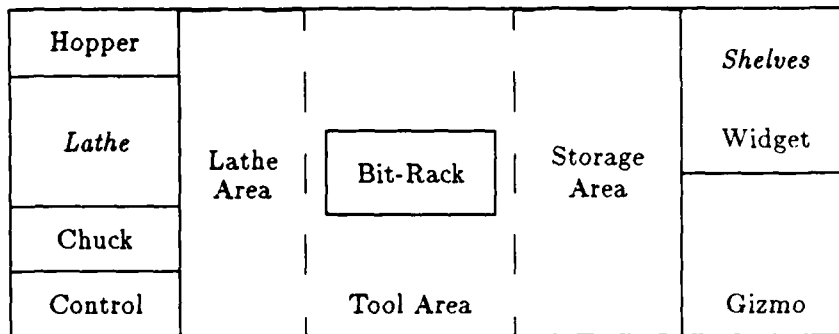 Hopper
Lathe
Chuck
Control
Lathe
Area
Bit-Rack
Tool Area
Storage
Area
Shelves
Widget
Gizmo